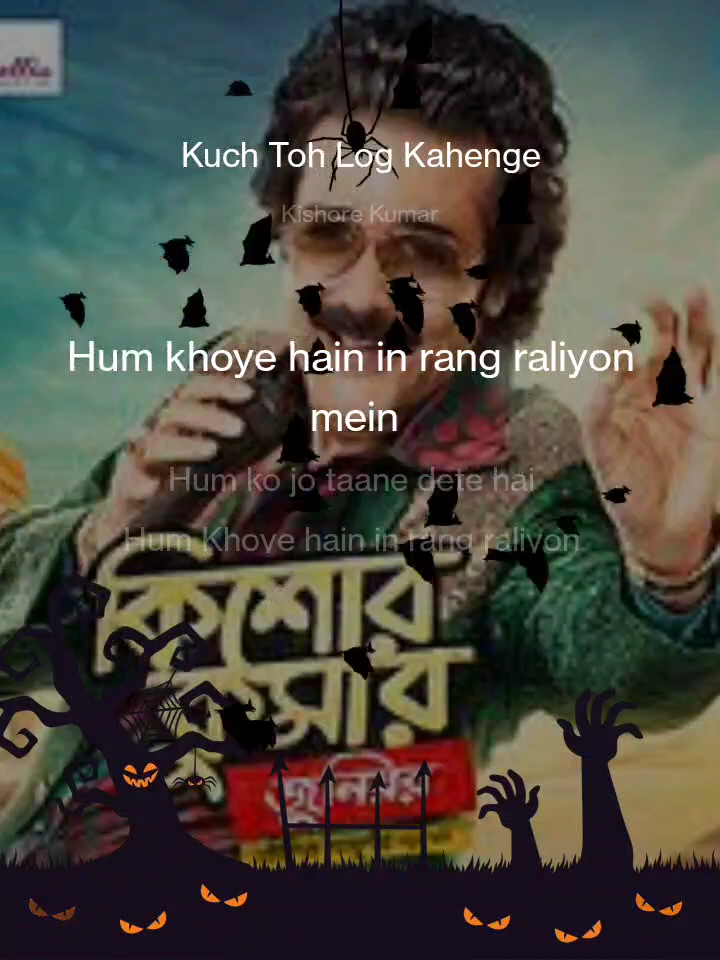 Kuch Toh Log Kahenge
Kishore Kumar
Hum khoye hain in rang raliyon
mein
Hum ko jo taane dete hai
Hum Khoye hain in rang raliyon
কিশোর
কুমার
জুনিয়র